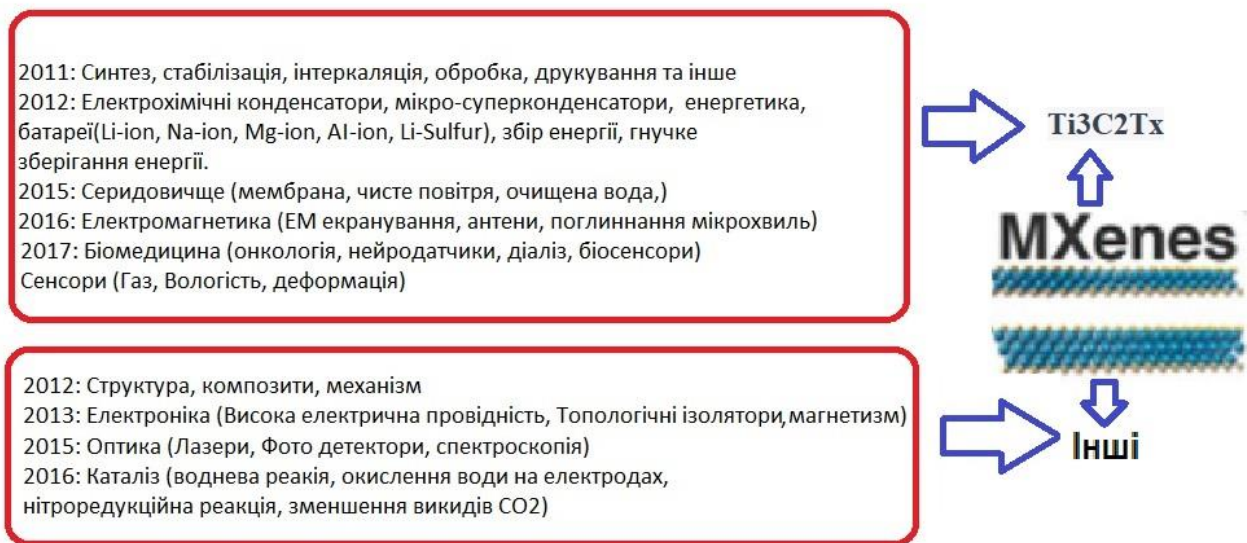 2011: Синтез, стабілізація, інтеркаляція, обробка, друкування та інше
2012: Електрохімічні конденсатори, мікро-суперконденсатори, енергетика,
батареї(Li-ion, Na-ion, Mg-ion, Al-ion, Li-Sulfur), збір енергії, гнучке
зберігання енергії.
2015: Серидовичще (мембрана, чисте повітря, очищена вода,)
2016: Електромагнетика (ЕМ екранування, антени, поглиннання мікрохвиль)
2017: Біомедицина (онкологія, нейродатчики, діаліз, біосенсори)
Сенсори (Газ, Вологість, деформація)
Ti3C2Tx
MXenes
2012: Структура, композити, механізм
2013: Електроніка (Висока електрична провідність, Топологічні ізолятори,магнетизм)
2015: Оптика (Лазери, Фото детектори, спектроскопія)
2016: Каталіз (воднева реакія, окислення води на електродах,
нітроредукційна реакція, зменшення викидів CO2)
Інші